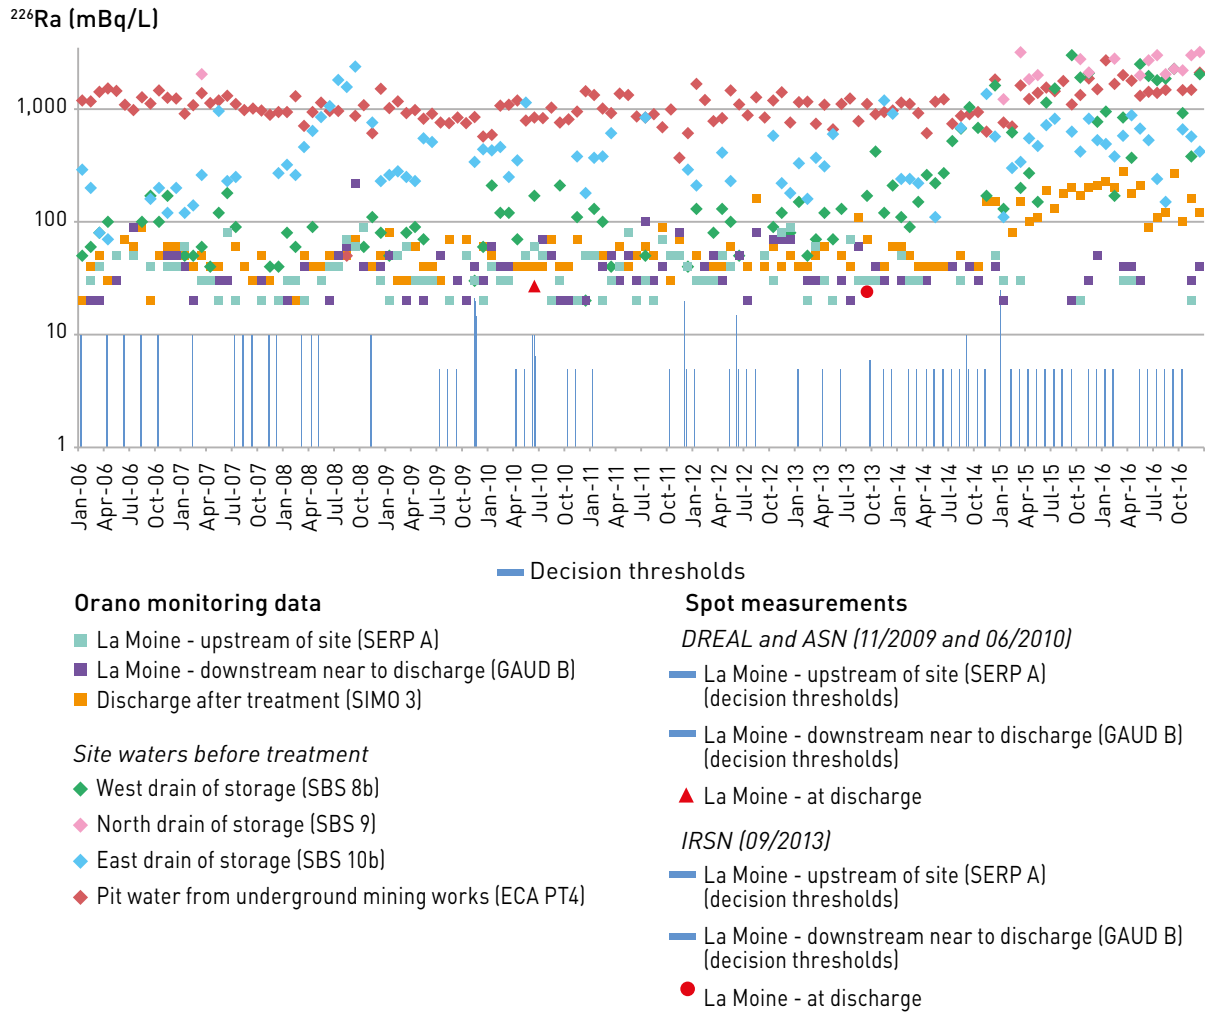 ²²⁶Ra (mBq/L)
1,000
100
10
1
Jan-06
Apr-06
Jul-06
Oct-06
Jan-07
Apr-07
Jul-07
Oct-07
Jan-08
Apr-08
Jul-08
Oct-08
Jan-09
Apr-09
Jul-09
Oct-09
Jan-10
Apr-10
Jul-10
Oct-10
Jan-11
Apr-11
Jul-11
Oct-11
Jan-12
Apr-12
Jul-12
Oct-12
Jan-13
Apr-13
Jul-13
Oct-13
Jan-14
Apr-14
Jul-14
Oct-14
Jan-15
Apr-15
Jul-15
Oct-15
Jan-16
Apr-16
Jul-16
Oct-16
Decision thresholds
Orano monitoring data
La Moine - upstream of site (SERP A)
La Moine - downstream near to discharge (GAUD B)
Discharge after treatment (SIMO 3)
Site waters before treatment
West drain of storage (SBS 8b)
North drain of storage (SBS 9)
East drain of storage (SBS 10b)
Pit water from underground mining works (ECA PT4)
Spot measurements
DREAL and ASN (11/2009 and 06/2010)
La Moine - upstream of site (SERP A)
(decision thresholds)
La Moine - downstream near to discharge (GAUD B)
(decision thresholds)
La Moine - at discharge
IRSN (09/2013)
La Moine - upstream of site (SERP A)
(decision thresholds)
La Moine - downstream near to discharge (GAUD B)
(decision thresholds)
La Moine - at discharge